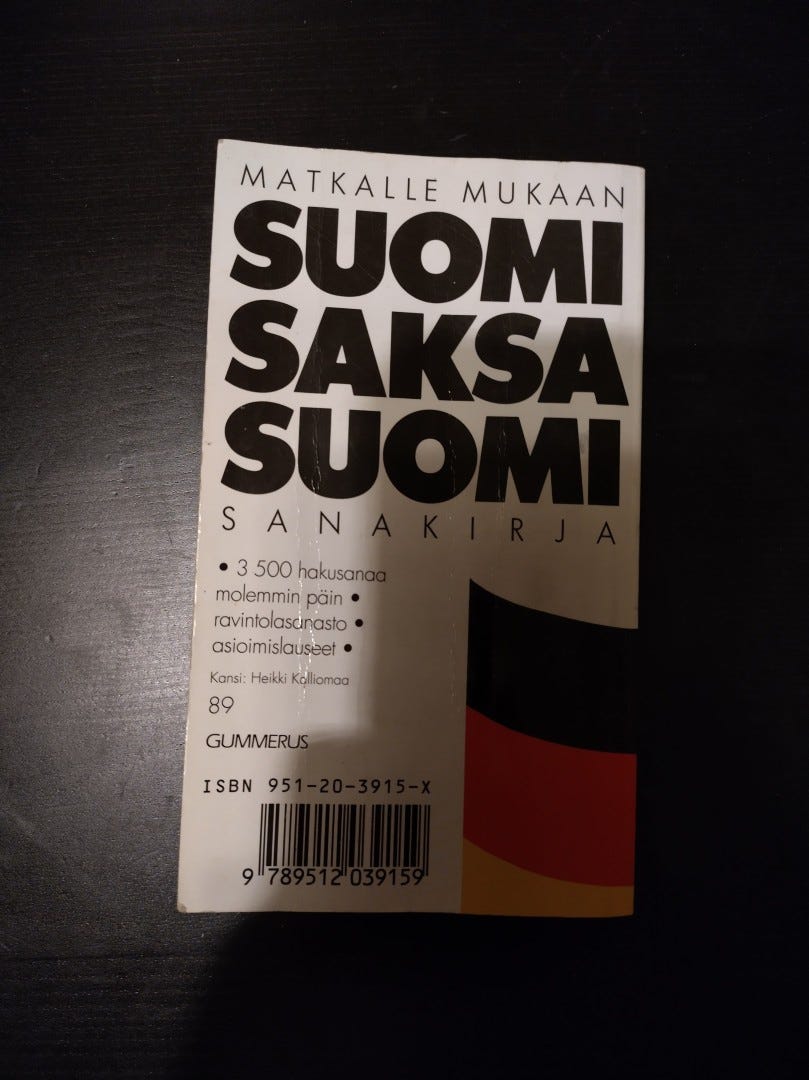 MATKALLE MUKAAN
SUOMI
SAKSA
SUOMI
SANAKIRJA
• 3 500 hakusanaa
molemmin päin •
ravintolasanasto •
asioimislauseet •
Kansi: Heikki Kalliomaa
89
GUMMERUS
ISBN 951-20-3915-X
9 789512 039159